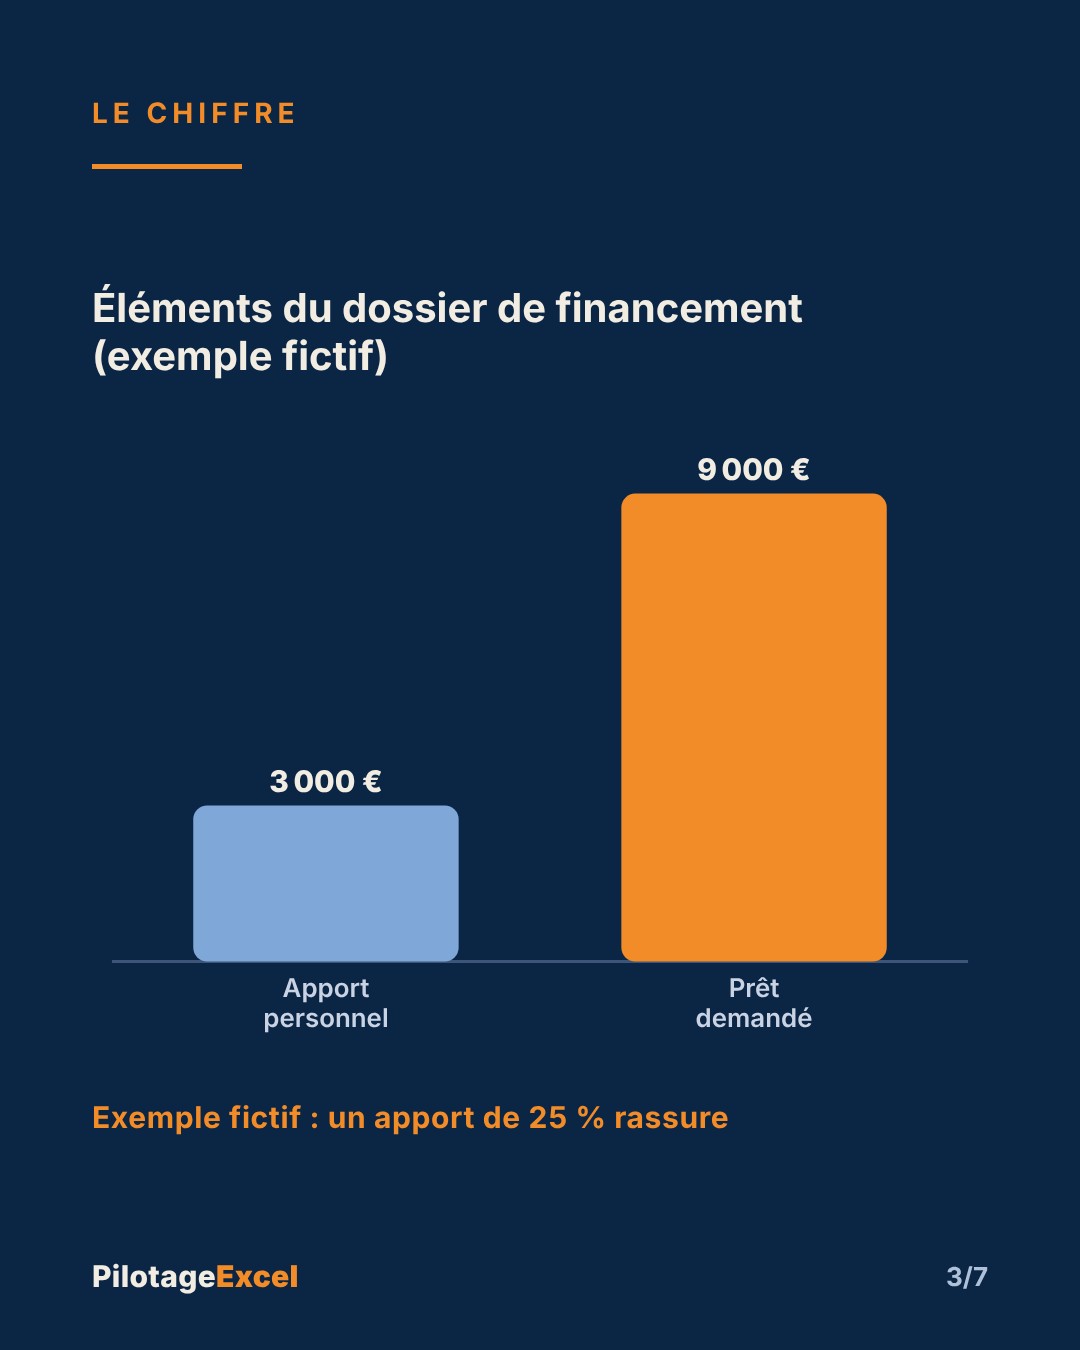 LE CHIFFRE
Éléments du dossier de financement
(exemple fictif)
9 000 €
3 000 €
Apport
personnel
Prêt
demandé
Exemple fictif : un apport de 25 % rassure
PilotageExcel
3/7